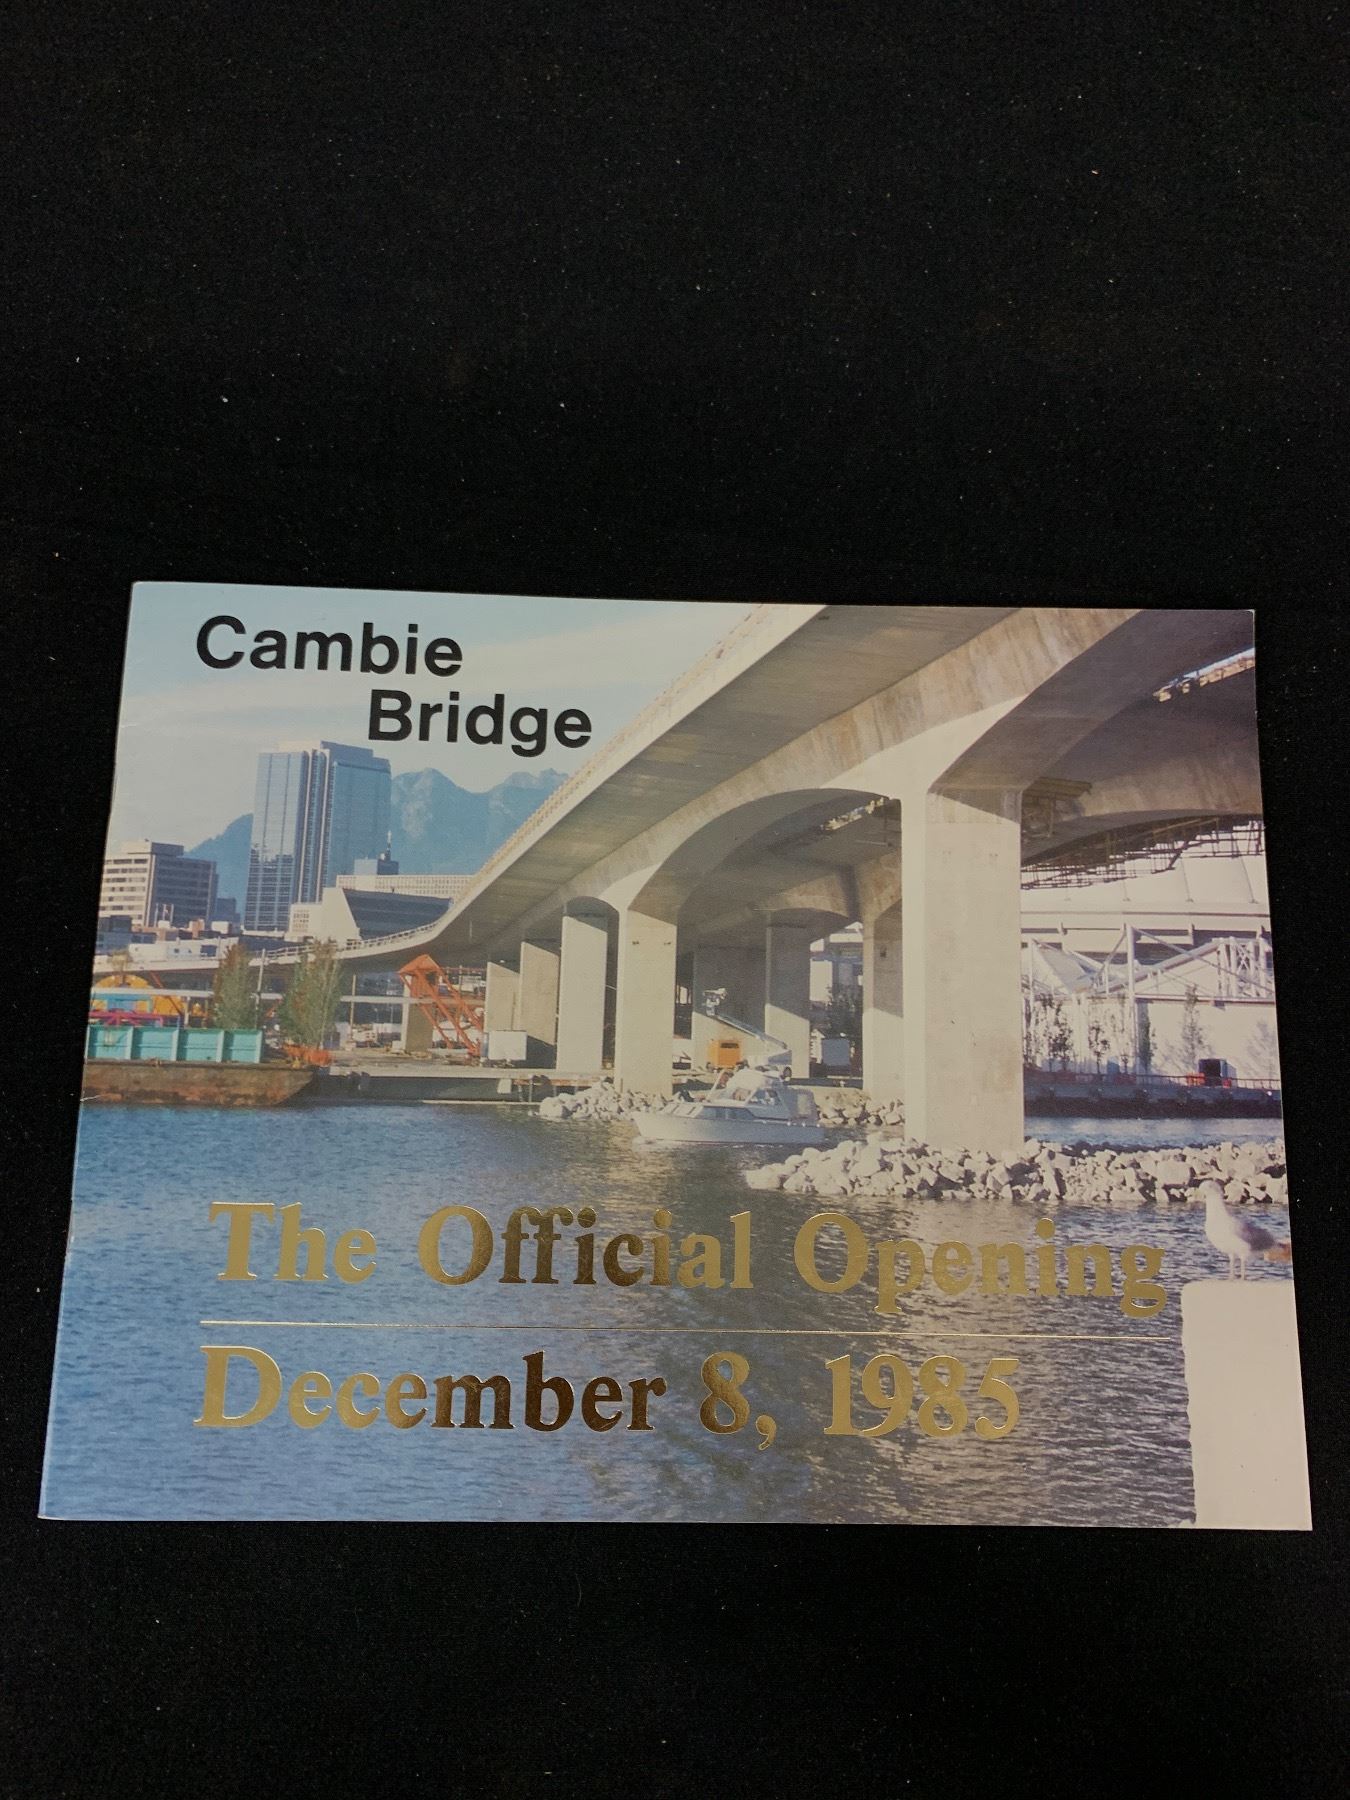 Cambie
Bridge
The Official Opening
December 8, 1985